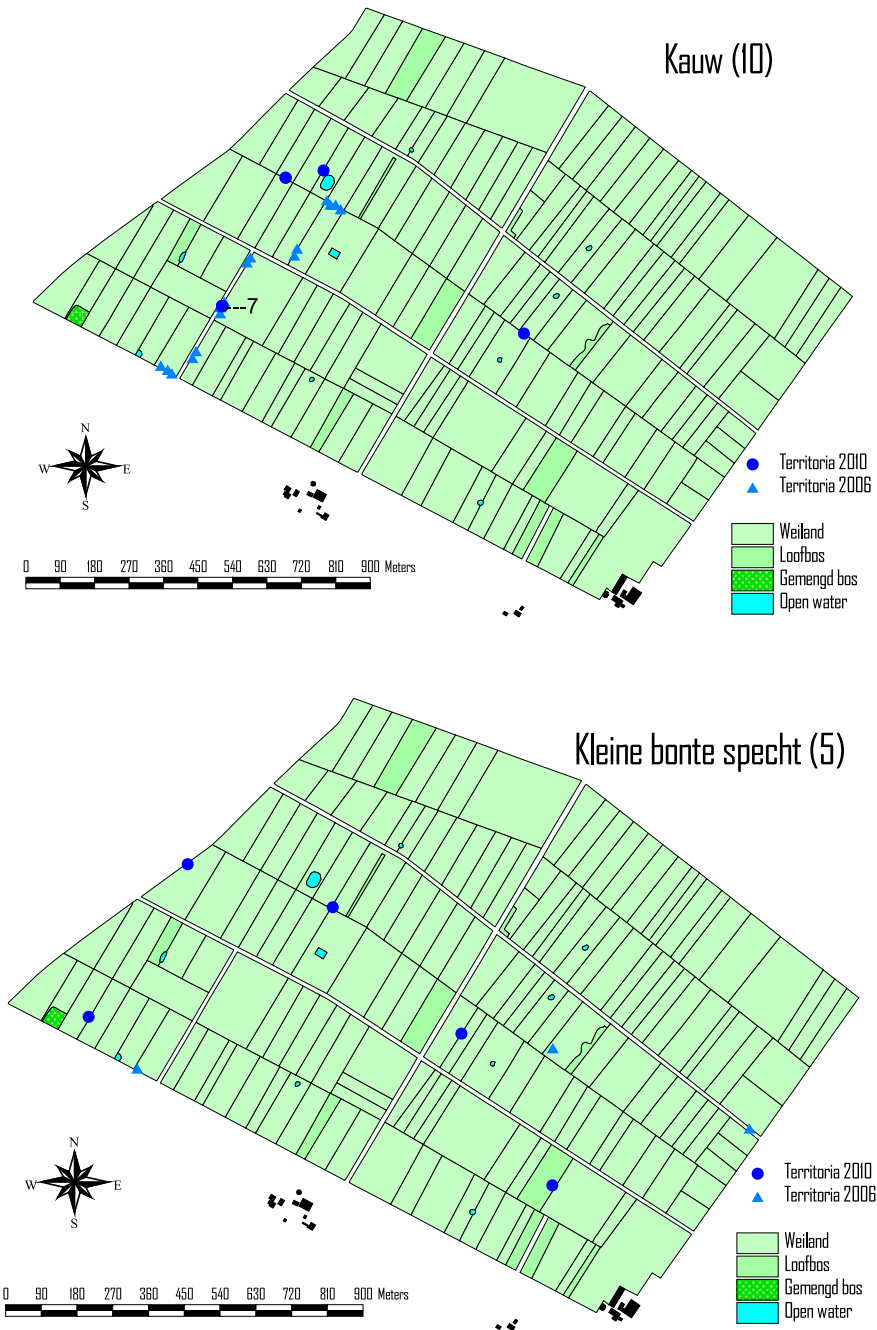 Kauw (10)
---7
N
W E
S
Territoria 2010
Territoria 2006
Weiland
Loofbos
Gemengd bos
Open water
0 90 180 270 360 450 540 630 720 810 900 Meters
Kleine bonte specht (5)
N
W E
S
Territoria 2010
Territoria 2006
Weiland
Loofbos
Gemengd bos
Open water
0 90 180 270 360 450 540 630 720 810 900 Meters